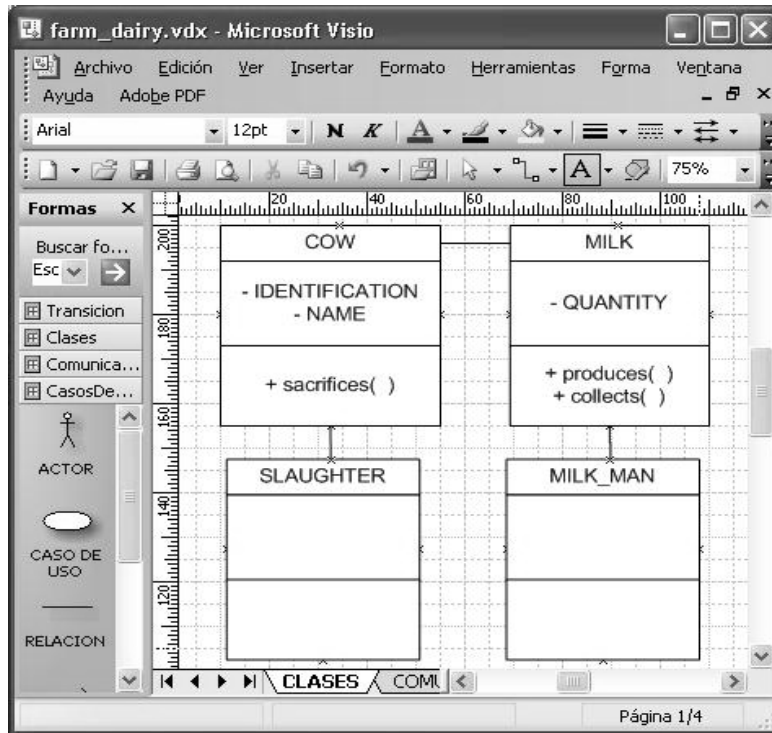 farm_dairy.vdx - Microsoft Visio
Archivo Edición Ver Insertar Formato Herramientas Forma Ventana
Ayuda Adobe PDF
Arial 12pt N K A
A 75%
Formas
Buscar fo...
Esc
Transicion
Clases
Comunica...
CasosDe...
ACTOR
CASO DE
USO
RELACION
20 40 60 80 100
200
180
160
140
120
COW
- IDENTIFICATION
- NAME
+ sacrifices( )
MILK
- QUANTITY
+ produces( )
+ collects( )
SLAUGHTER
MILK_MAN
CLASES COMU
Página 1/4